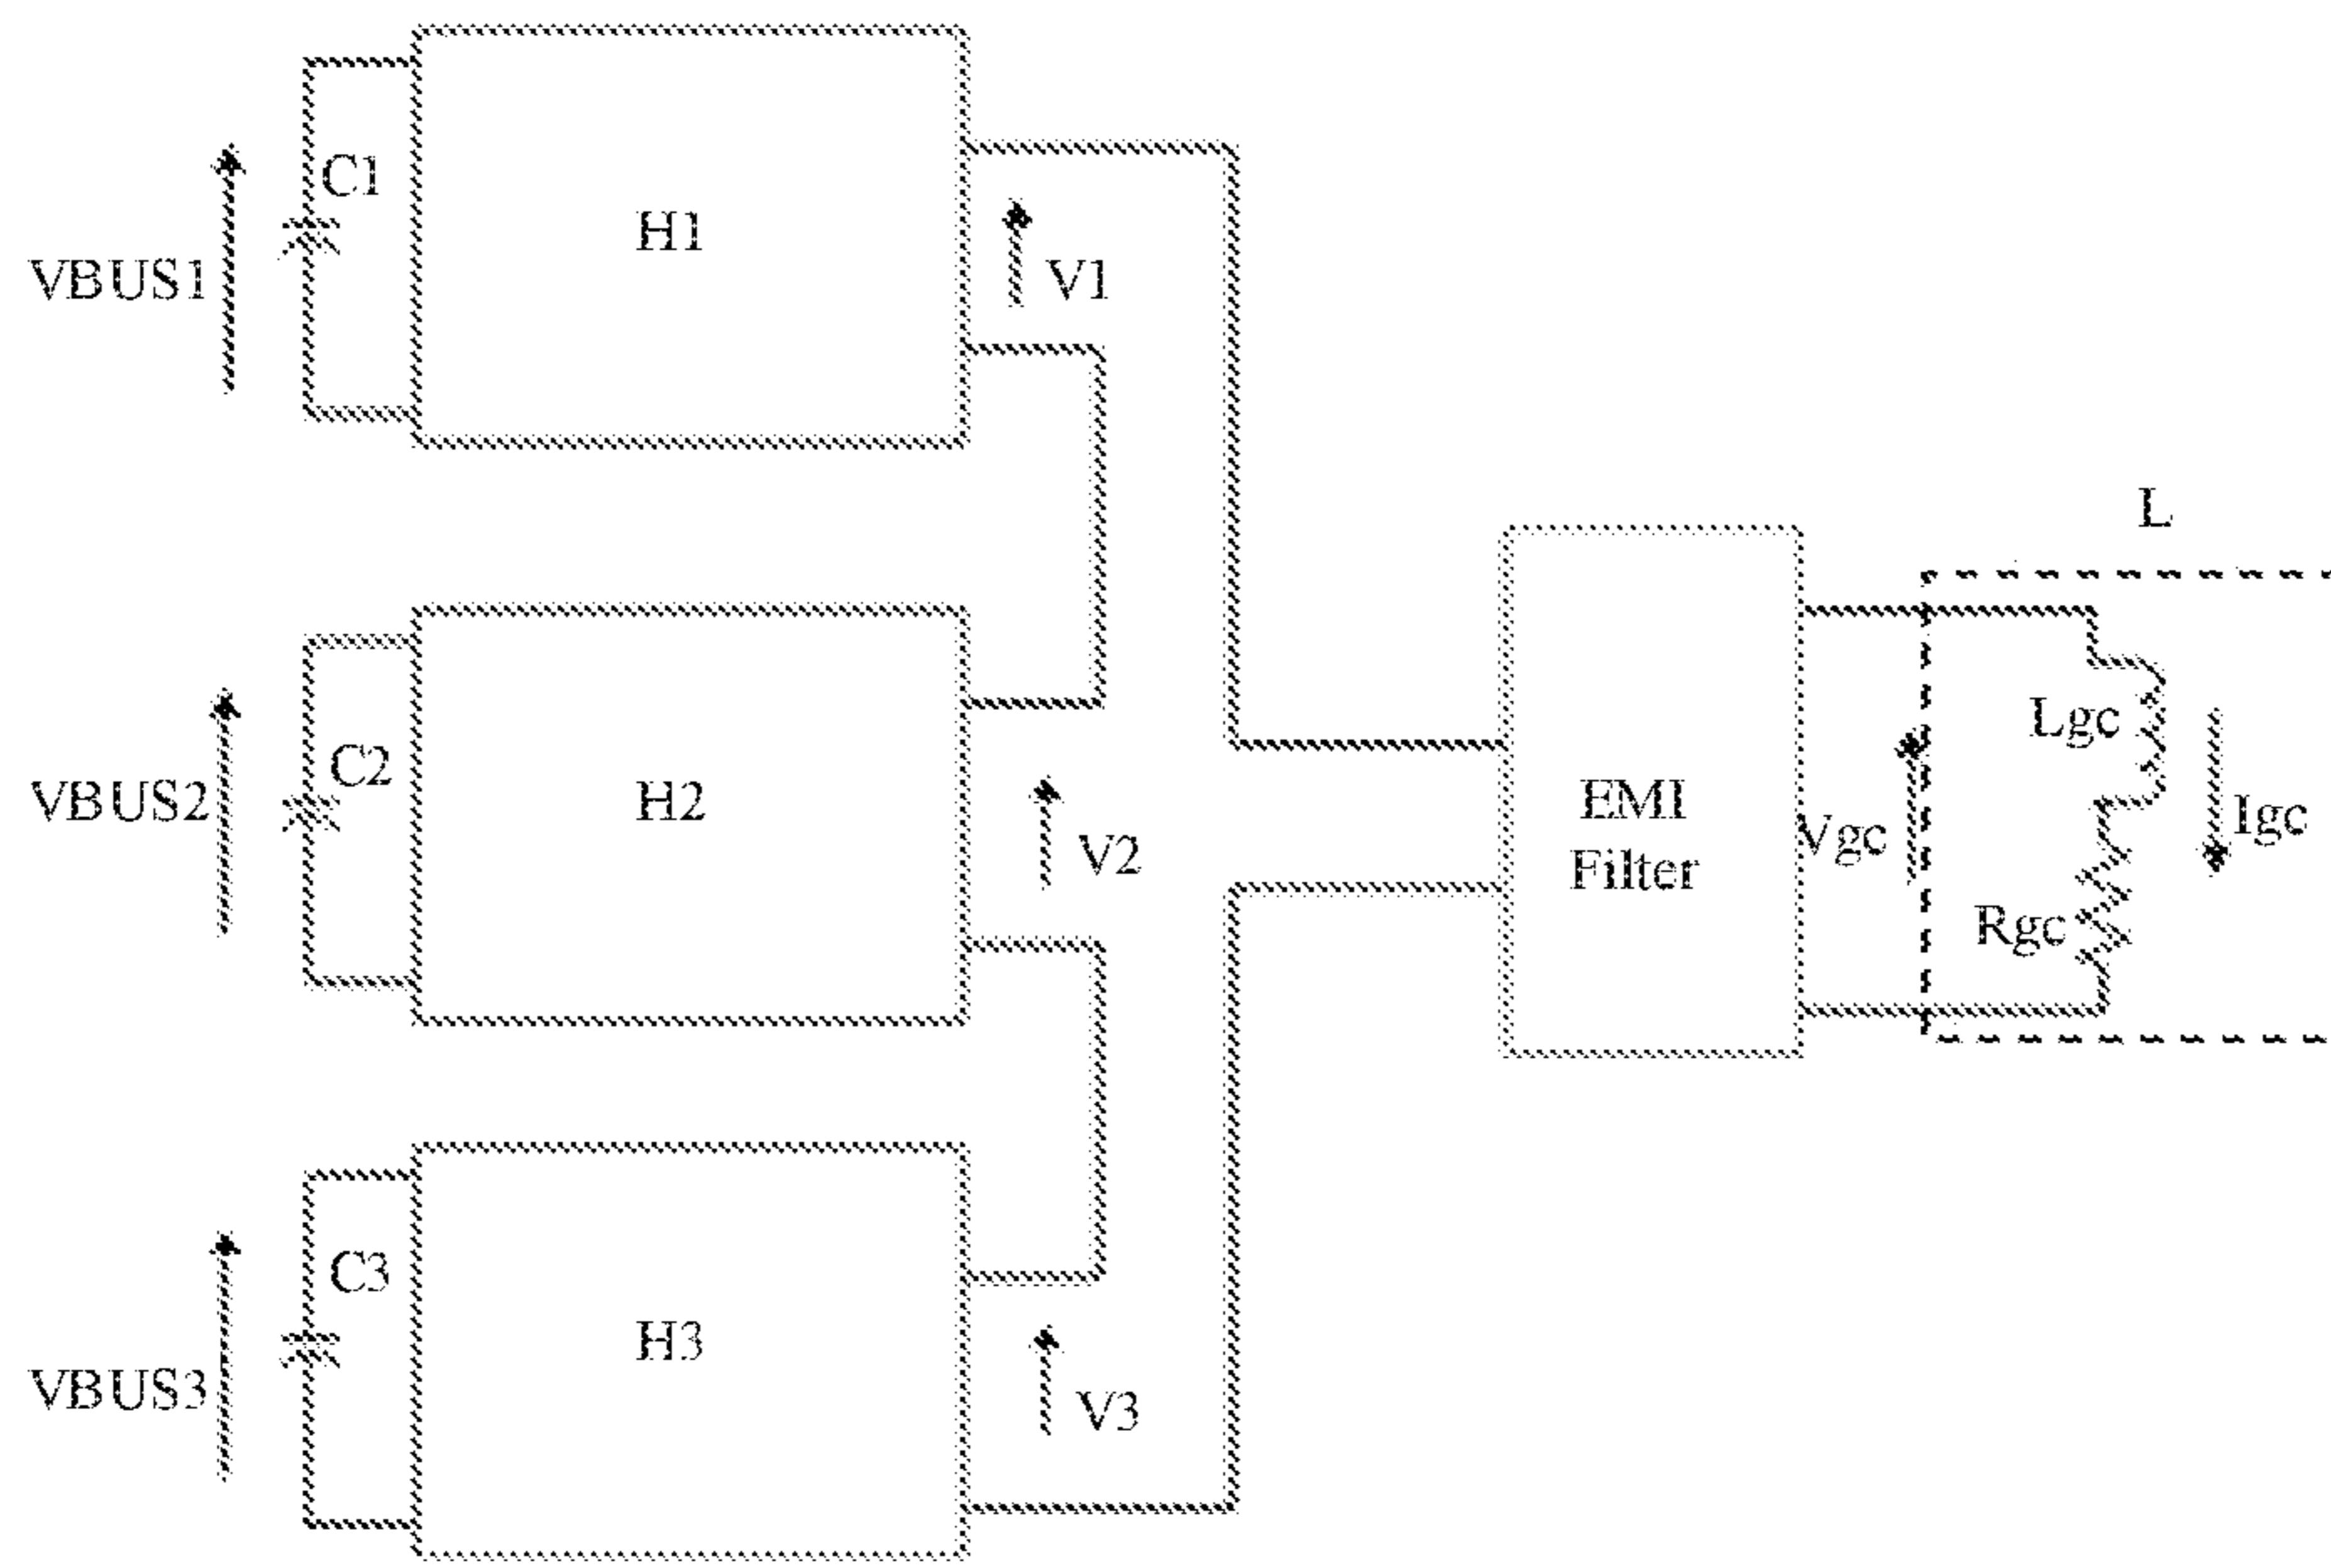 C1
H1
VBUS1
V1
L
Lgc
C2
VBUS2
H2
V2
EMI
Filter
Vgc
Igc
Rgc
C3
H3
VBUS3
V3